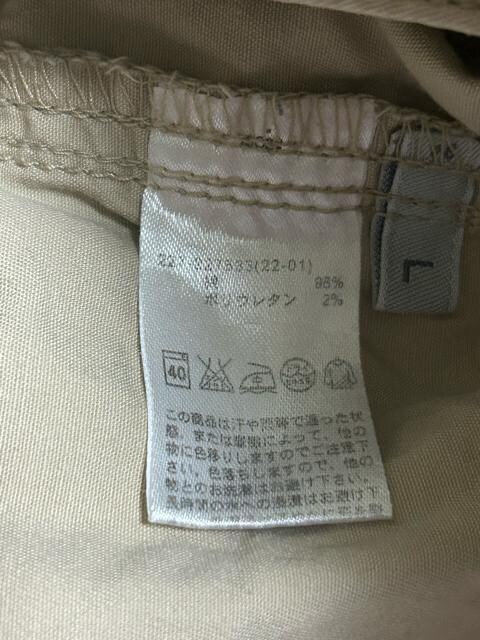 227-327533(22-01)
綿 98%
ポリウレタン 2%
40
この商品は汗や雨等で湿った状
態、または摩擦によって、他の
物に色移りしますのでご注意下
さい。色落ちしますので、他の
物とのお洗濯はお避け下さい。
長時間の水への浸漬はお避け下
L